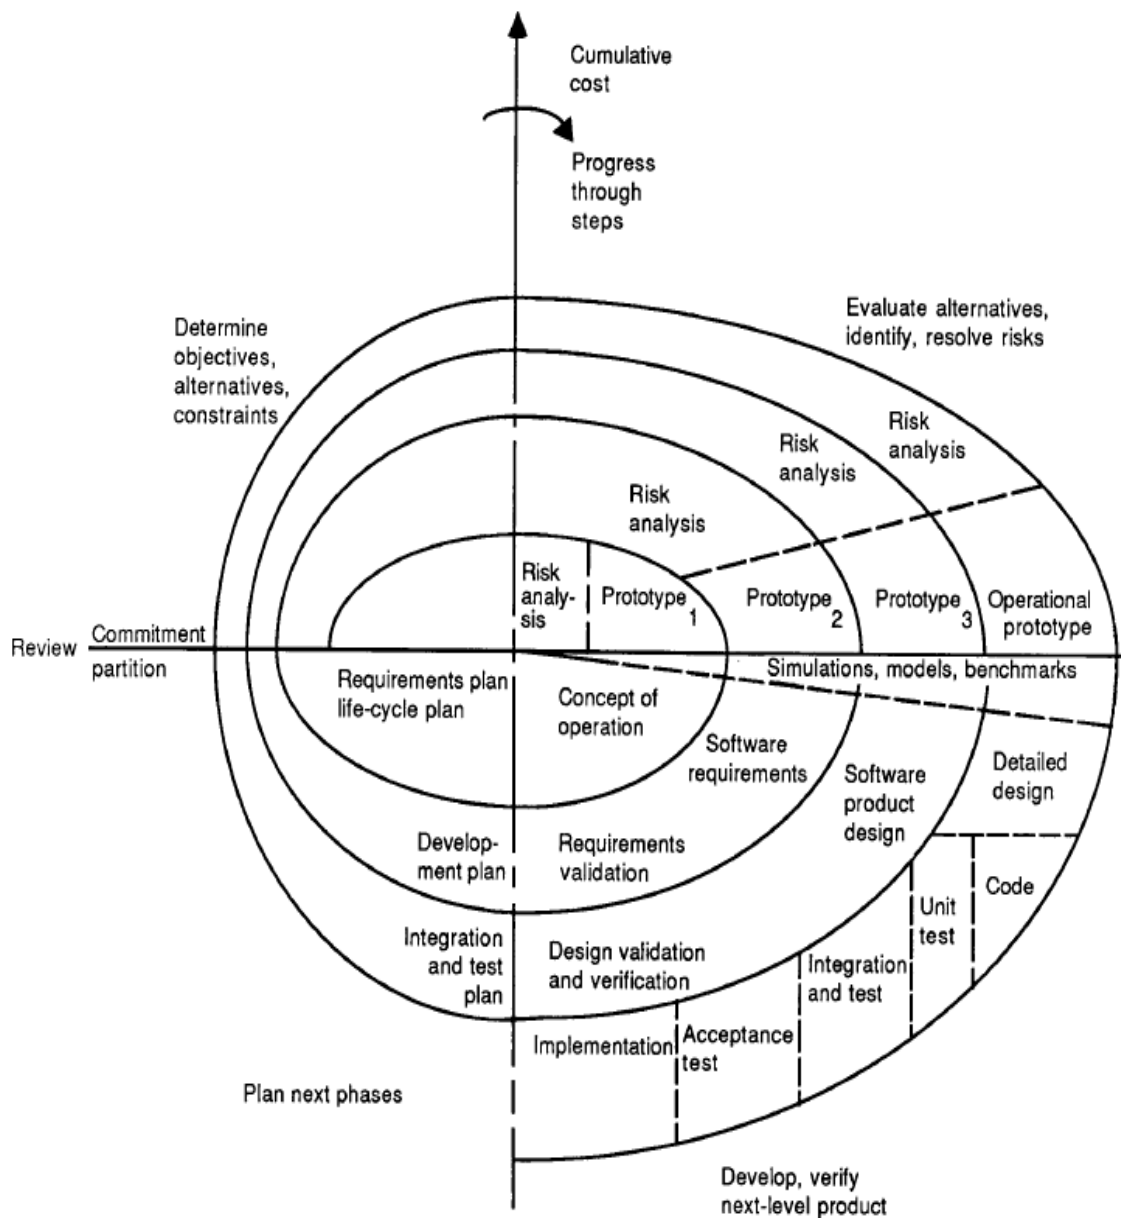 Cumulative
cost
Progress
through
steps
Determine
objectives,
alternatives,
constraints
Evaluate alternatives,
identify, resolve risks
Risk
analysis
Risk
analysis
Risk
analysis
Risk
analy-
sis
Prototype 1
Prototype 2
Prototype 3
Operational
prototype
Review
Commitment
partition
Simulations, models, benchmarks
Requirements plan
life-cycle plan
Concept of
operation
Software
requirements
Software
product
design
Detailed
design
Develop-
ment plan
Requirements
validation
Code
Unit
test
Integration
and test
plan
Design validation
and verification
Integration
and test
Acceptance
test
Implementation
Plan next phases
Develop, verify
next-level product